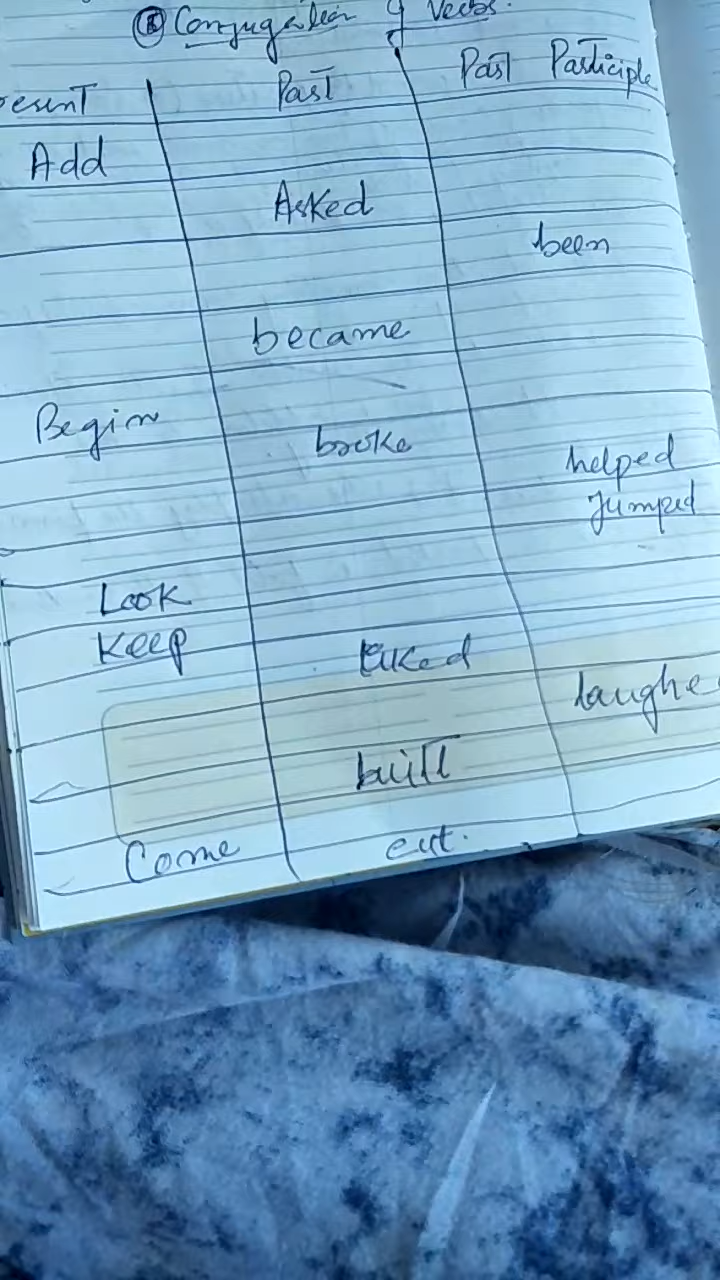 Conjugation of Verbs.
esent Past Past Participle
Add
Asked
been
became
Begin
broke
helped
Jumped
Look
Keep
liked
laughe
built
Come